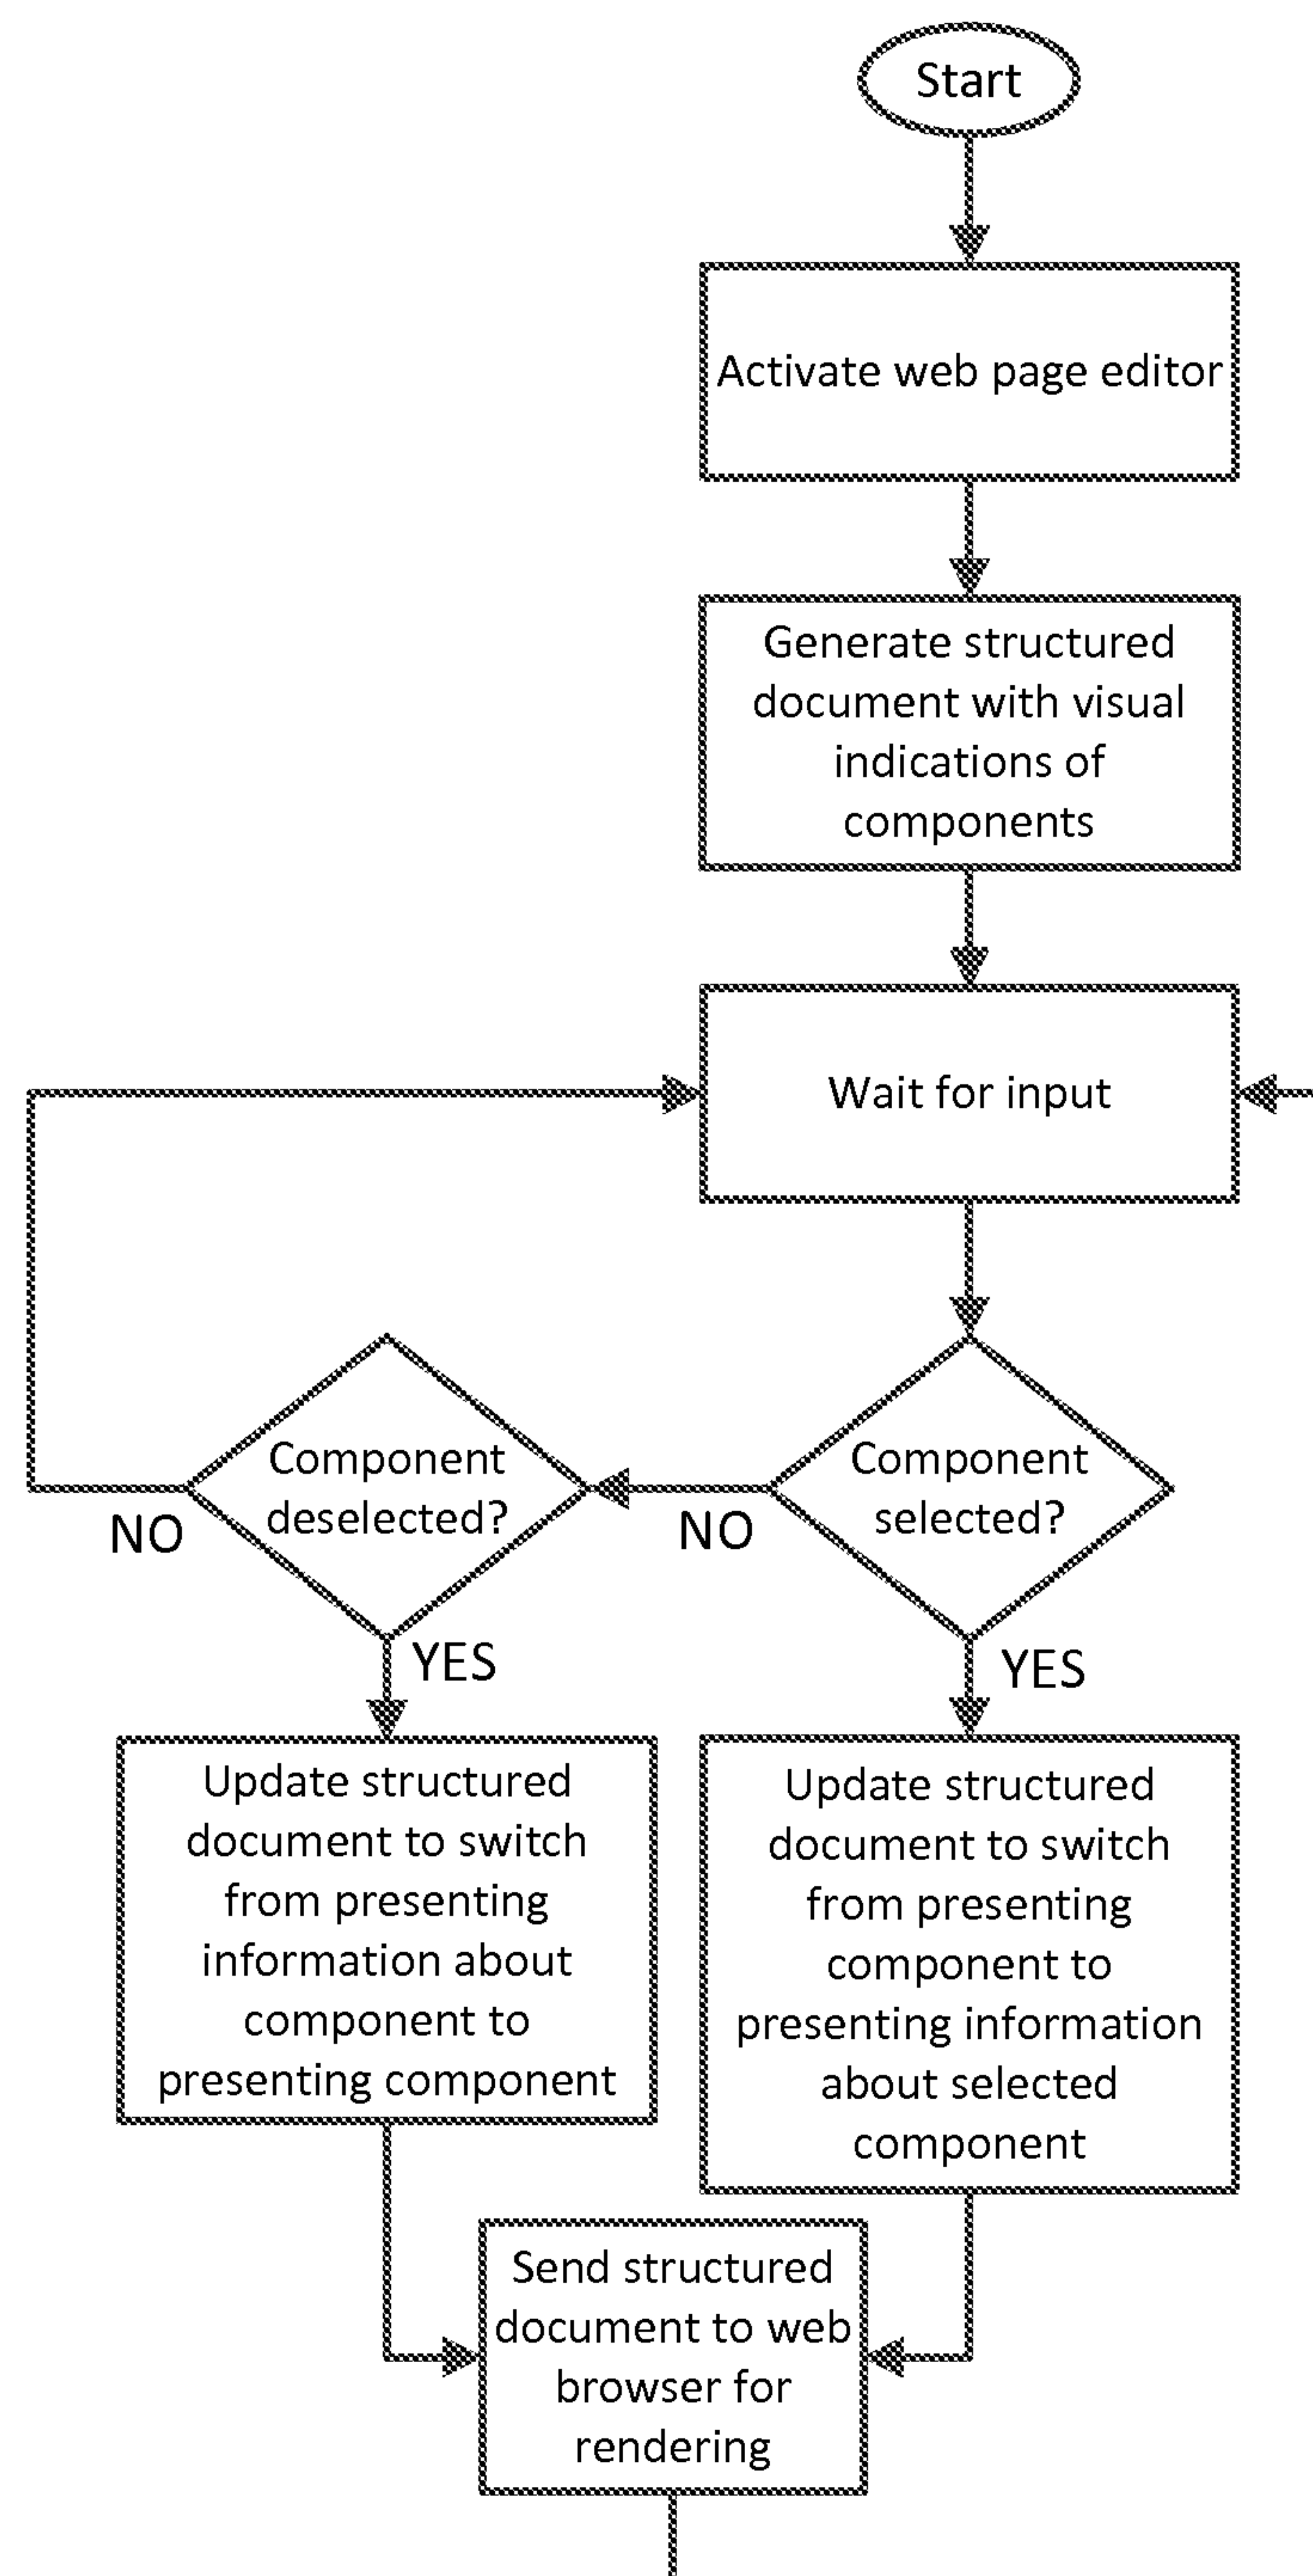 Start
Activate web page editor
Generate structured
document with visual
indications of
components
Wait for input
Component
deselected?
Component
selected?
NO
NO
YES
YES
Update structured
document to switch
from presenting
information about
component to
presenting component
Update structured
document to switch
from presenting
component to
presenting information
about selected
component
Send structured
document to web
browser for
rendering